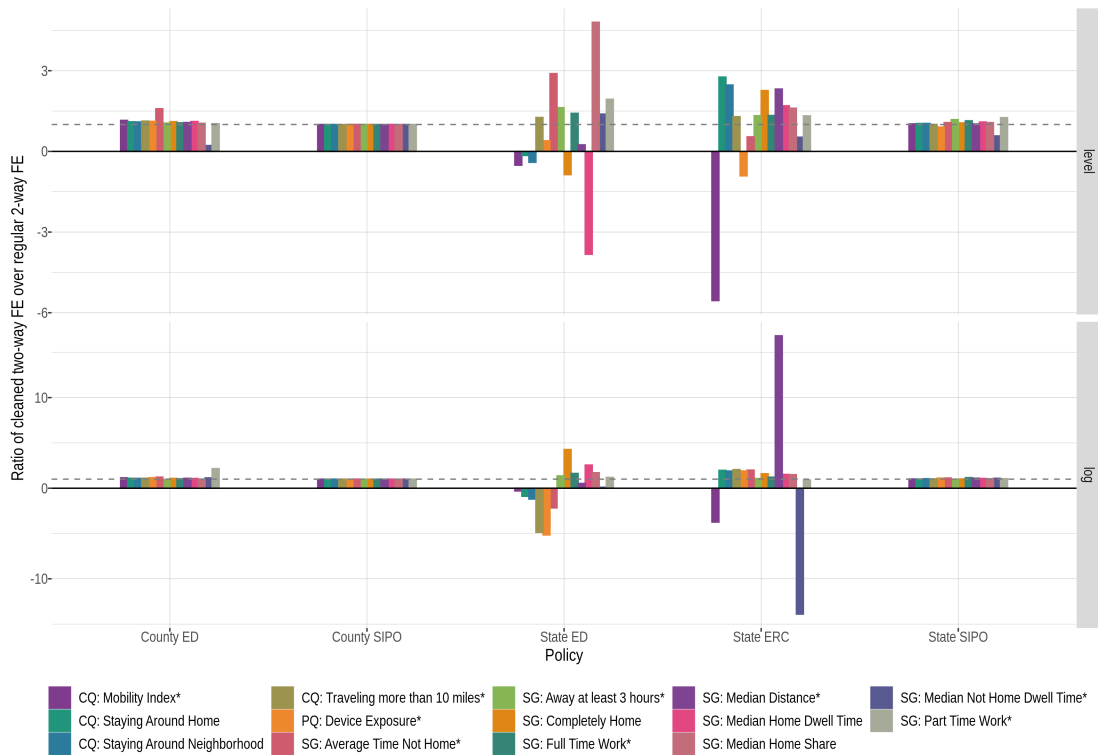 Ratio of cleaned two-way FE over regular 2-way FE
3
0
-3
-6
level
10
0
-10
log
County ED
County SIPO
State ED
State ERC
State SIPO
Policy
CQ: Mobility Index*
CQ: Staying Around Home
CQ: Staying Around Neighborhood
CQ: Traveling more than 10 miles*
PQ: Device Exposure*
SG: Average Time Not Home*
SG: Away at least 3 hours*
SG: Completely Home
SG: Full Time Work*
SG: Median Distance*
SG: Median Home Dwell Time
SG: Median Home Share
SG: Median Not Home Dwell Time*
SG: Part Time Work*